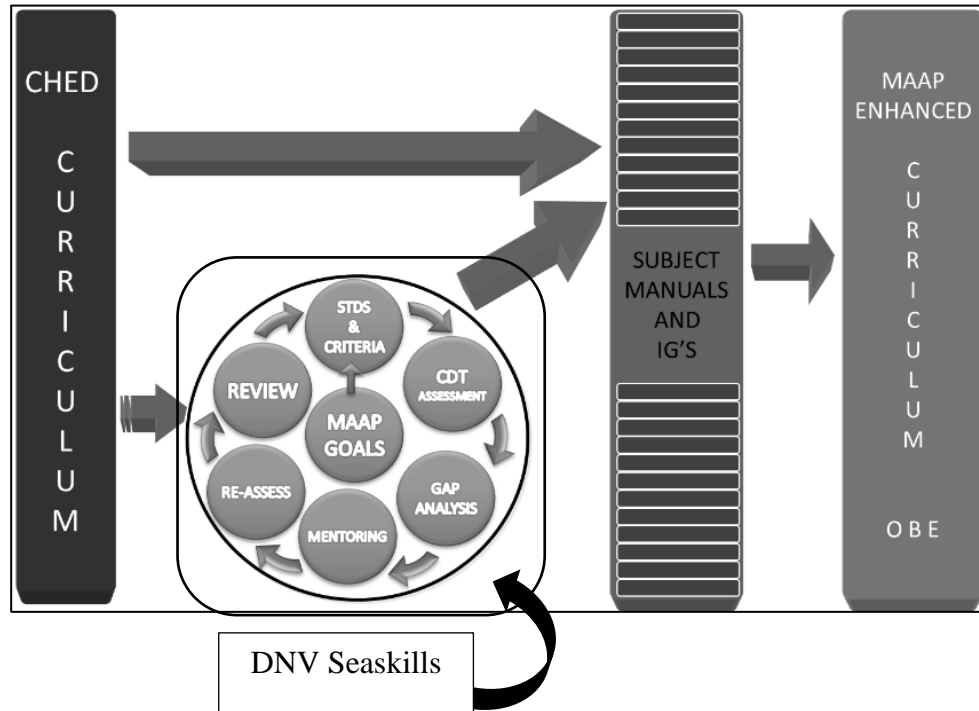 CHED
C
U
R
R
I
C
U
L
U
M
STDS
&
CRITERIA
CDT
ASSESSMENT
GAP
ANALYSIS
MENTORING
RE-ASSESS
REVIEW
MAAP
GOALS
SUBJECT
MANUALS
AND
IG'S
MAAP
ENHANCED
C
U
R
R
I
C
U
L
U
M
O B E
DNV Seaskills